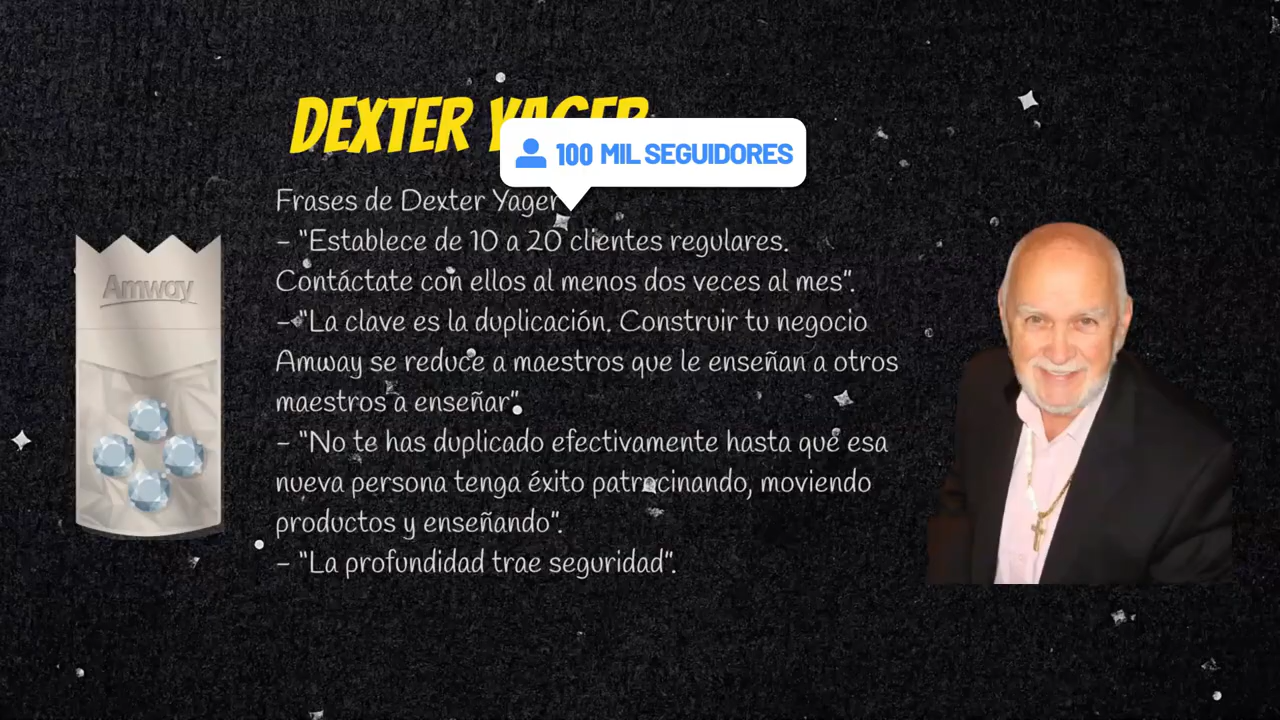 DEXTER YAGER
100 MIL SEGUIDORES
Frases de Dexter Yager
- "Establece de 10 a 20 clientes regulares.
Contáctate con ellos al menos dos veces al mes".
- "La clave es la duplicación. Construir tu negocio
Amway se reduce a maestros que le enseñan a otros
maestros a enseñar".
- "No te has duplicado efectivamente hasta que esa
nueva persona tenga éxito patrocinando, moviendo
productos y enseñando".
- "La profundidad trae seguridad".
Amway